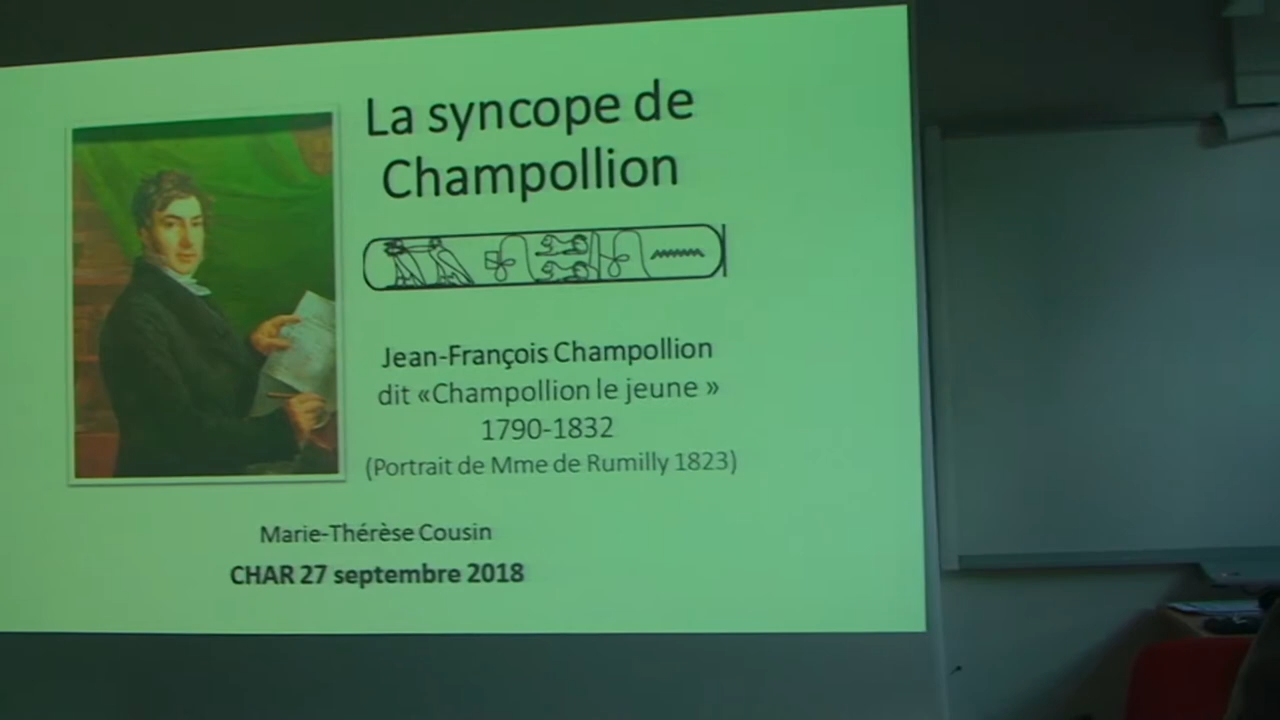 La syncope de
Champollion
Jean-François Champollion
dit «Champollion le jeune »
1790-1832
(Portrait de Mme de Rumilly 1823)
Marie-Thérèse Cousin
CHAR 27 septembre 2018